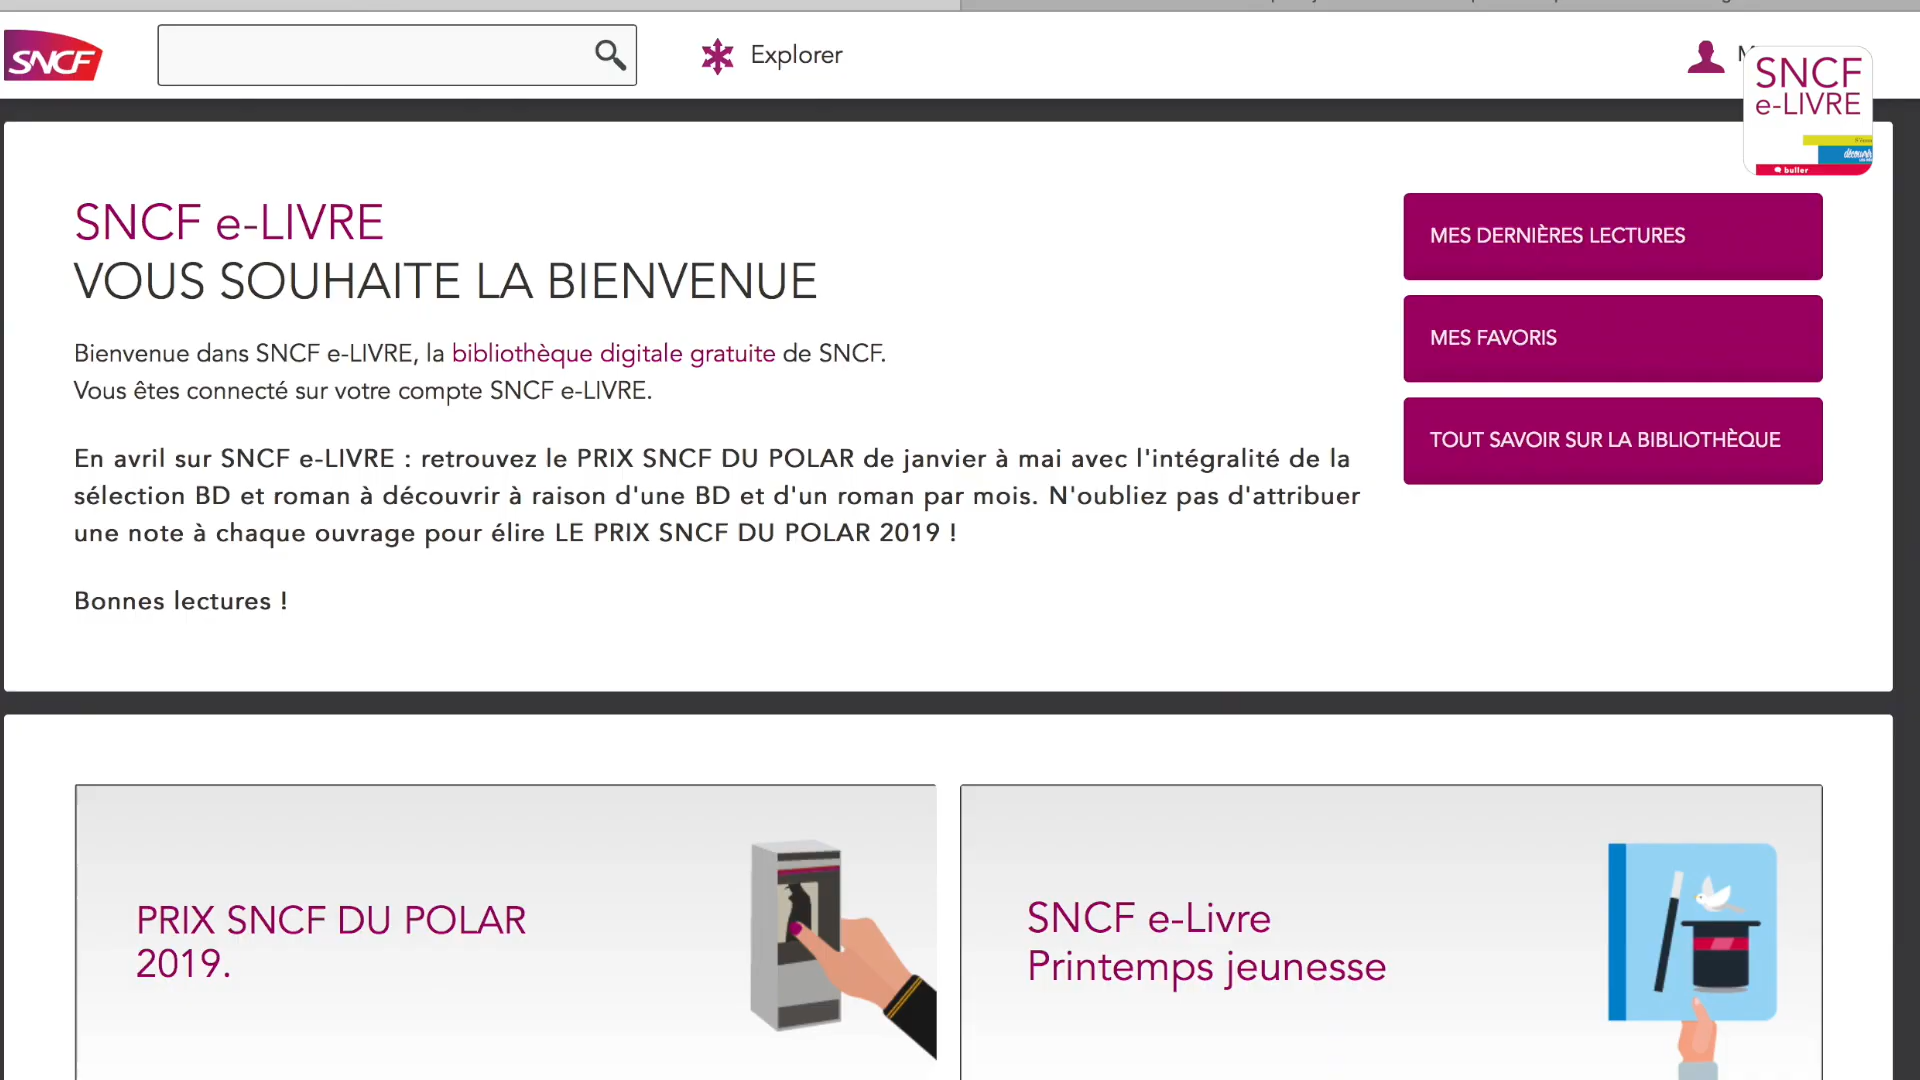 SNCF
Explorer
SNCF
e-LIVRE
découvrir
buller
SNCF e-LIVRE
VOUS SOUHAITE LA BIENVENUE
Bienvenue dans SNCF e-LIVRE, la bibliothèque digitale gratuite de SNCF.
Vous êtes connecté sur votre compte SNCF e-LIVRE.
En avril sur SNCF e-LIVRE : retrouvez le PRIX SNCF DU POLAR de janvier à mai avec l'intégralité de la
sélection BD et roman à découvrir à raison d'une BD et d'un roman par mois. N'oubliez pas d'attribuer
une note à chaque ouvrage pour élire LE PRIX SNCF DU POLAR 2019 !
Bonnes lectures !
MES DERNIÈRES LECTURES
MES FAVORIS
TOUT SAVOIR SUR LA BIBLIOTHÈQUE
PRIX SNCF DU POLAR
2019.
SNCF e-Livre
Printemps jeunesse